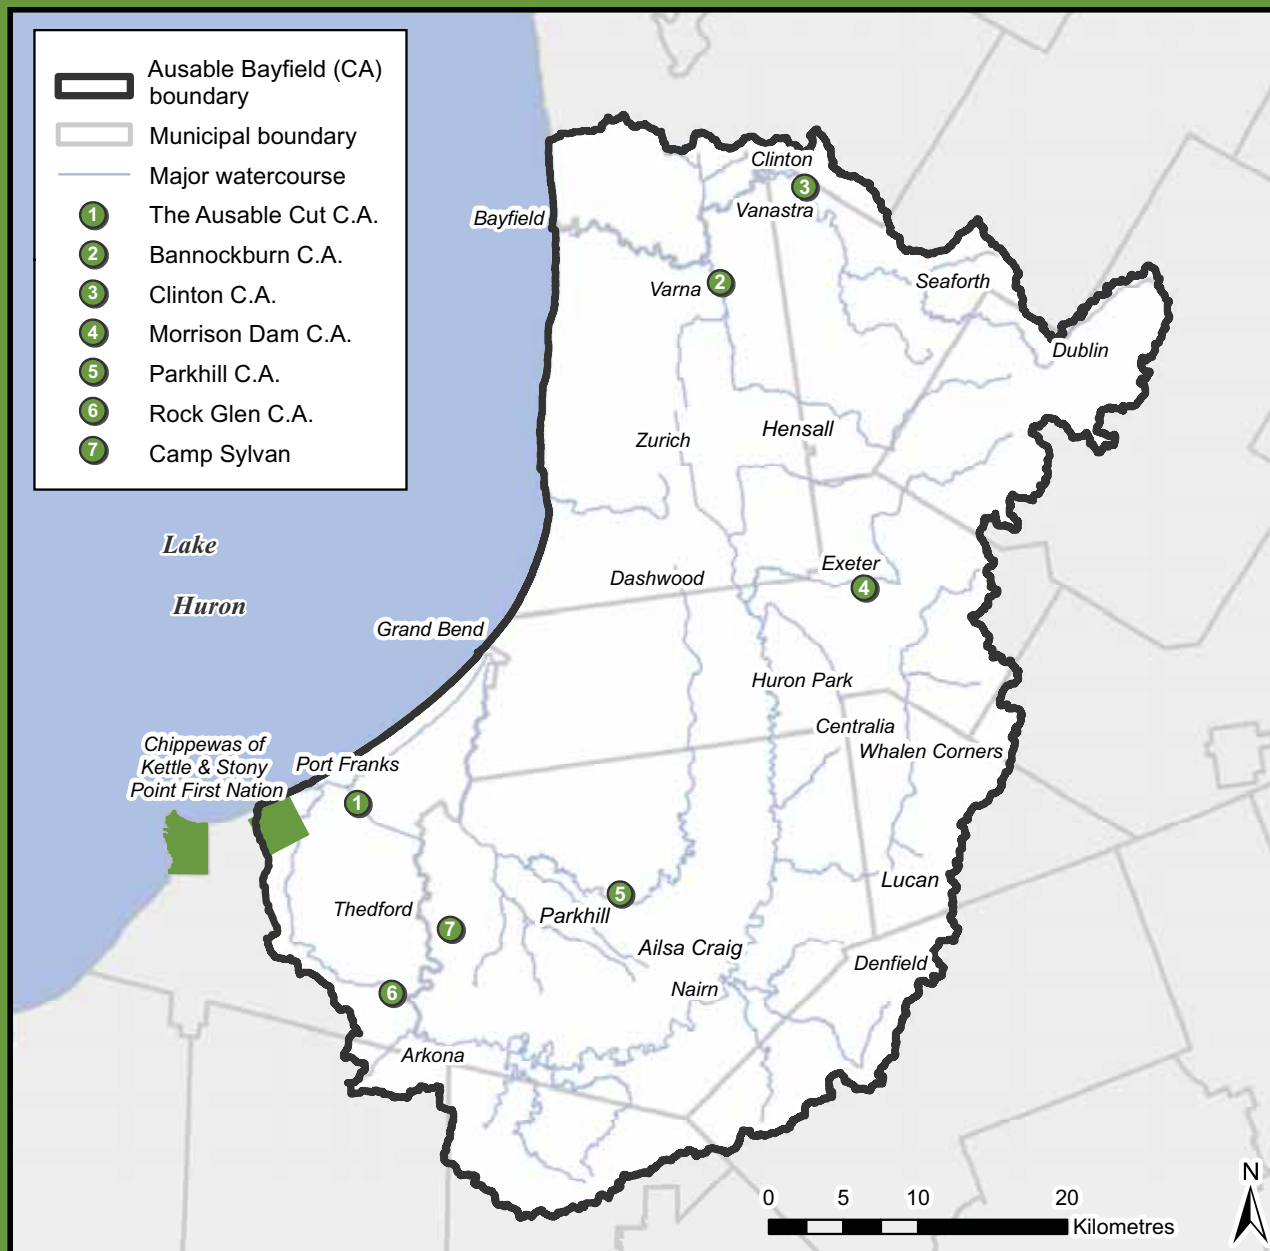 Ausable Bayfield (CA)
boundary
Municipal boundary
Major watercourse
1 The Ausable Cut C.A.
2 Bannockburn C.A.
3 Clinton C.A.
4 Morrison Dam C.A.
5 Parkhill C.A.
6 Rock Glen C.A.
7 Camp Sylvan
Clinton
3
Vanastra
Bayfield
Varna 2
Seaforth
Dublin
Zurich
Hensall
Lake
Huron
Exeter
Dashwood
4
Grand Bend
Huron Park
Centralia
Whalen Corners
Chippewas of
Kettle & Stony
Point First Nation
Port Franks
1
Lucan
5
Parkhill
Thedford
7
Ailsa Craig
Denfield
Nairn
6
Arkona
N
0 5 10 20
Kilometres